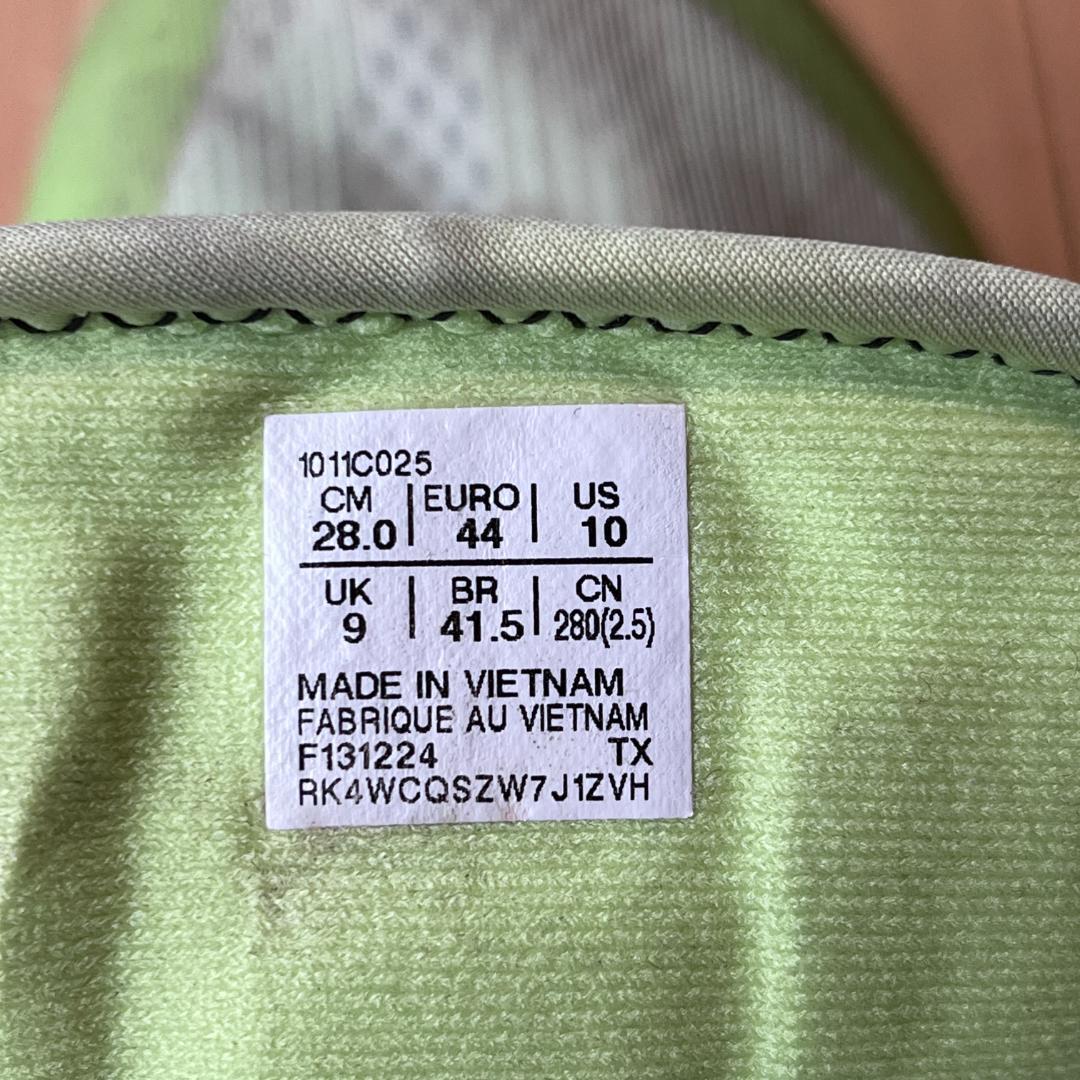 1011C025
CM | EURO | US
28.0 | 44 | 10
UK | BR | CN
9 | 41.5 | 280(2.5)
MADE IN VIETNAM
FABRIQUE AU VIETNAM
F131224 TX
RK4WCQSZW7J1ZVH